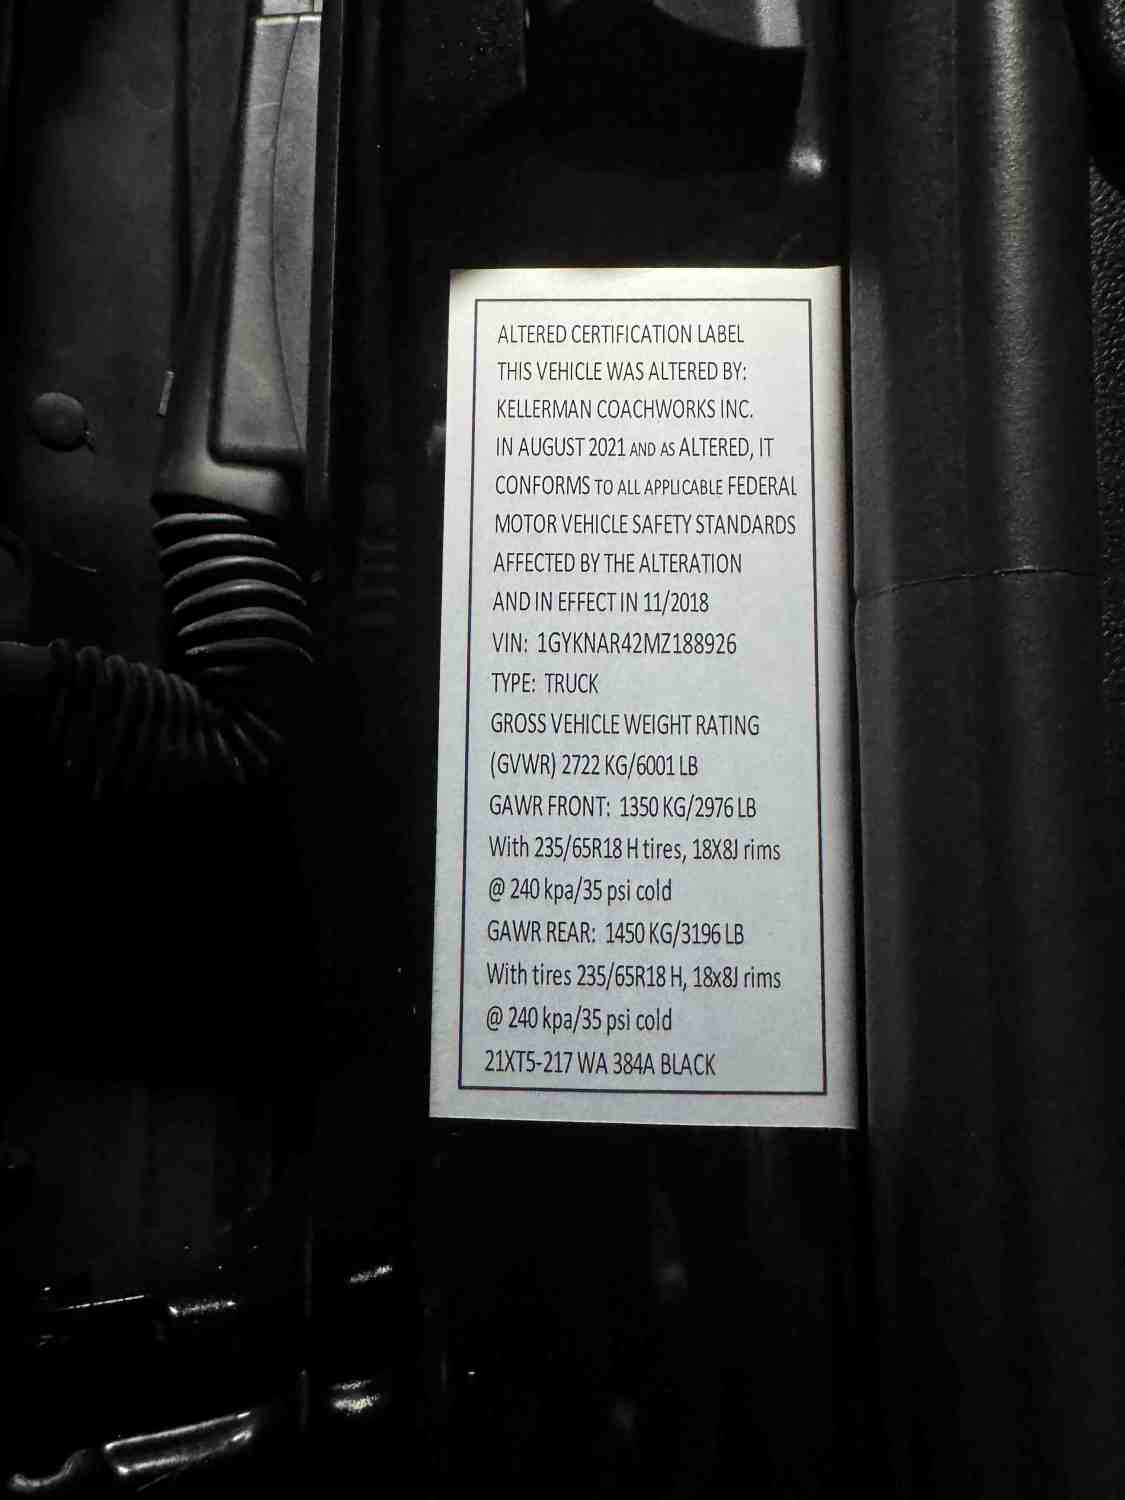 ALTERED CERTIFICATION LABEL
THIS VEHICLE WAS ALTERED BY:
KELLERMAN COACHWORKS INC.
IN AUGUST 2021 AND AS ALTERED, IT
CONFORMS TO ALL APPLICABLE FEDERAL
MOTOR VEHICLE SAFETY STANDARDS
AFFECTED BY THE ALTERATION
AND IN EFFECT IN 11/2018
VIN: 1GYKNAR42MZ188926
TYPE: TRUCK
GROSS VEHICLE WEIGHT RATING
(GVWR) 2722 KG/6001 LB
GAWR FRONT: 1350 KG/2976 LB
With 235/65R18 H tires, 18X8J rims
@ 240 kpa/35 psi cold
GAWR REAR: 1450 KG/3196 LB
With tires 235/65R18 H, 18x8J rims
@ 240 kpa/35 psi cold
21XT5-217 WA 384A BLACK